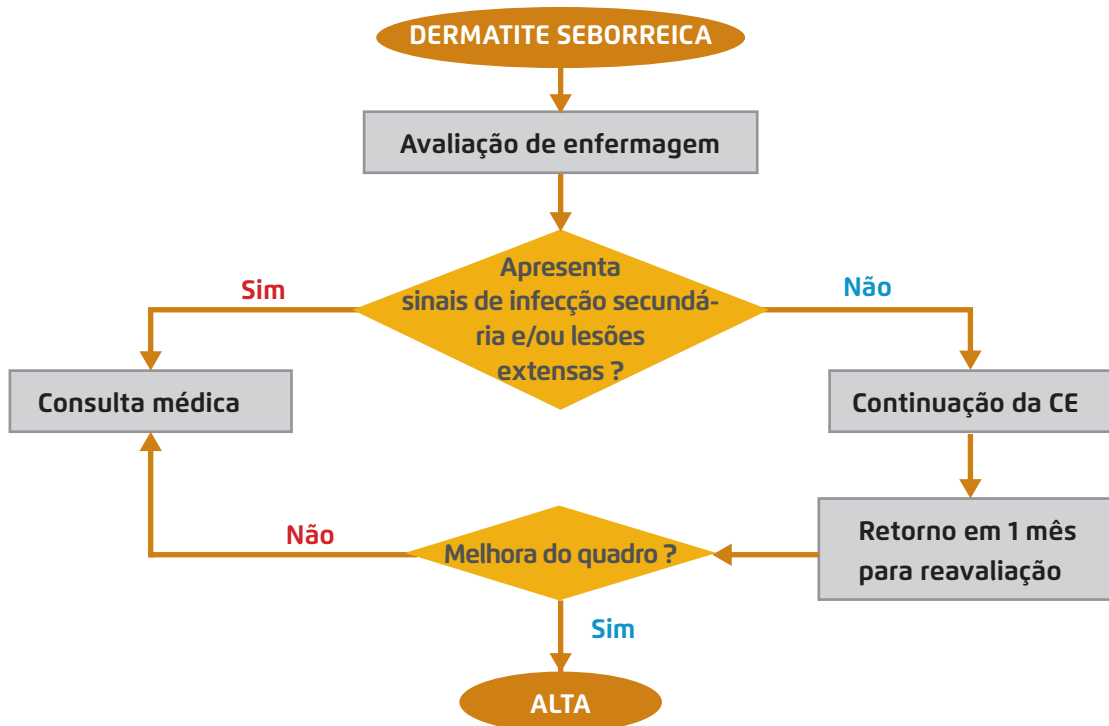 DERMATITE SEBORREICA
Avaliação de enfermagem
Apresenta
sinais de infecção secundá-
ria e/ou lesões
extensas ?
Sim
Não
Consulta médica
Continuação da CE
Retorno em 1 mês
para reavaliação
Melhora do quadro ?
Não
Sim
ALTA